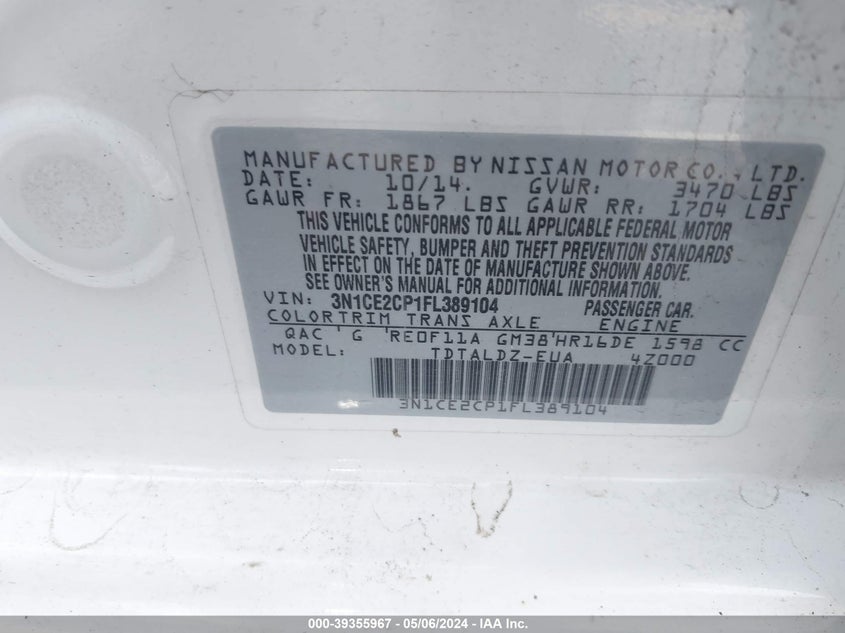 MANUFACTURED BY NISSAN MOTOR CO., LTD.
DATE: 10/14. GVWR: 3470 LBS
GAWR FR: 1867 LBS GAWR RR: 1704 LBS
THIS VEHICLE CONFORMS TO ALL APPLICABLE FEDERAL MOTOR
VEHICLE SAFETY, BUMPER AND THEFT PREVENTION STANDARDS
IN EFFECT ON THE DATE OF MANUFACTURE SHOWN ABOVE.
SEE OWNER'S MANUAL FOR ADDITIONAL INFORMATION.
VIN: 3N1CE2CP1FL389104 PASSENGER CAR.
COLOR TRIM TRANS AXLE ENGINE
QAC ' G 'RE0F11A GM38'HR16DE 1598 CC
MODEL: TDTALDZ-EUA 4Z000
3N1CE2CP1FL389104
000-39355967 - 05/06/2024 - IAA Inc.